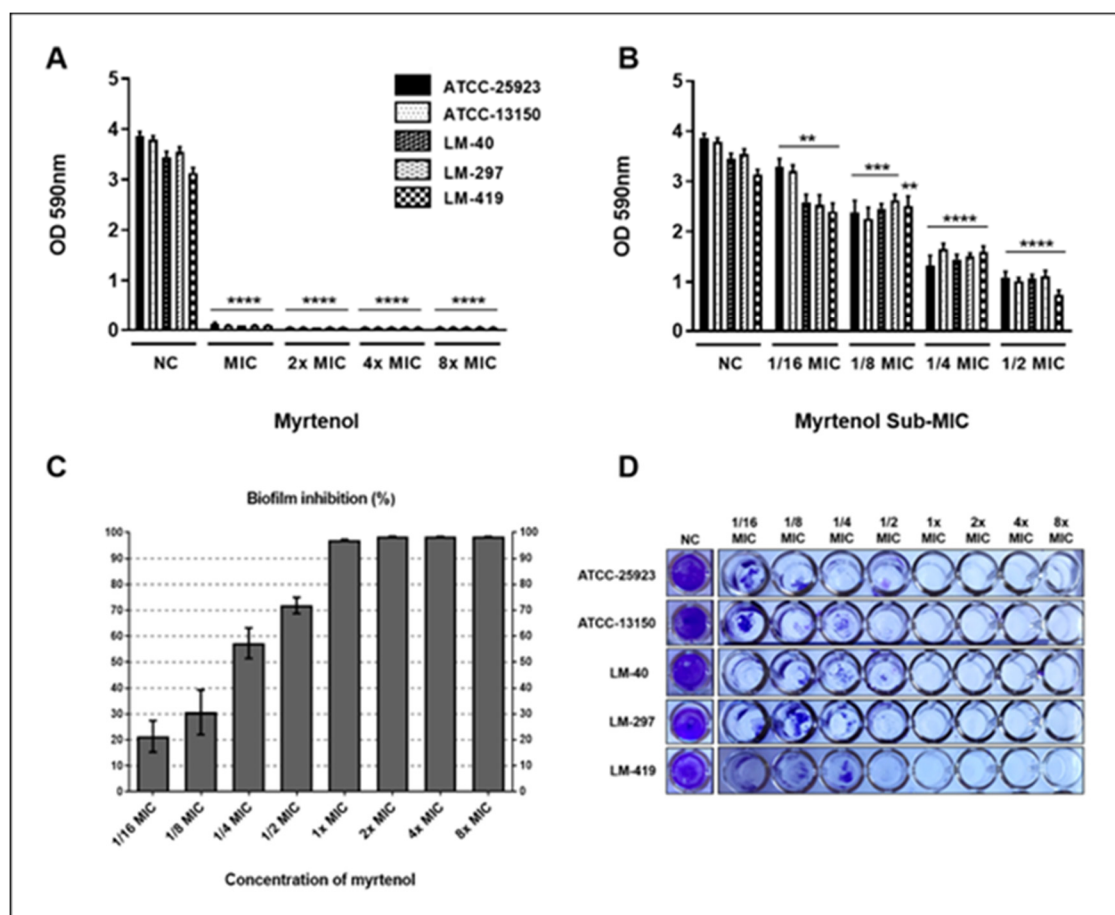 A
OD 590nm
5
4
3
2
1
0
ATCC-25923
ATCC-13150
LM-40
LM-297
LM-419
**** **** **** ****
NC MIC 2x MIC 4x MIC 8x MIC
Myrtenol
B
OD 590nm
5
4
3
2
1
0
**
***
**
****
****
NC 1/16 MIC 1/8 MIC 1/4 MIC 1/2 MIC
Myrtenol Sub-MIC
C
Biofilm inhibition (%)
100 100
90 90
80 80
70 70
60 60
50 50
40 40
30 30
20 20
10 10
0 0
1/16 MIC 1/8 MIC 1/4 MIC 1/2 MIC 1x MIC 2x MIC 4x MIC 8x MIC
Concentration of myrtenol
D
1/16 1/8 1/4 1/2 1x 2x 4x 8x
NC MIC MIC MIC MIC MIC MIC MIC MIC
ATCC-25923
ATCC-13150
LM-40
LM-297
LM-419